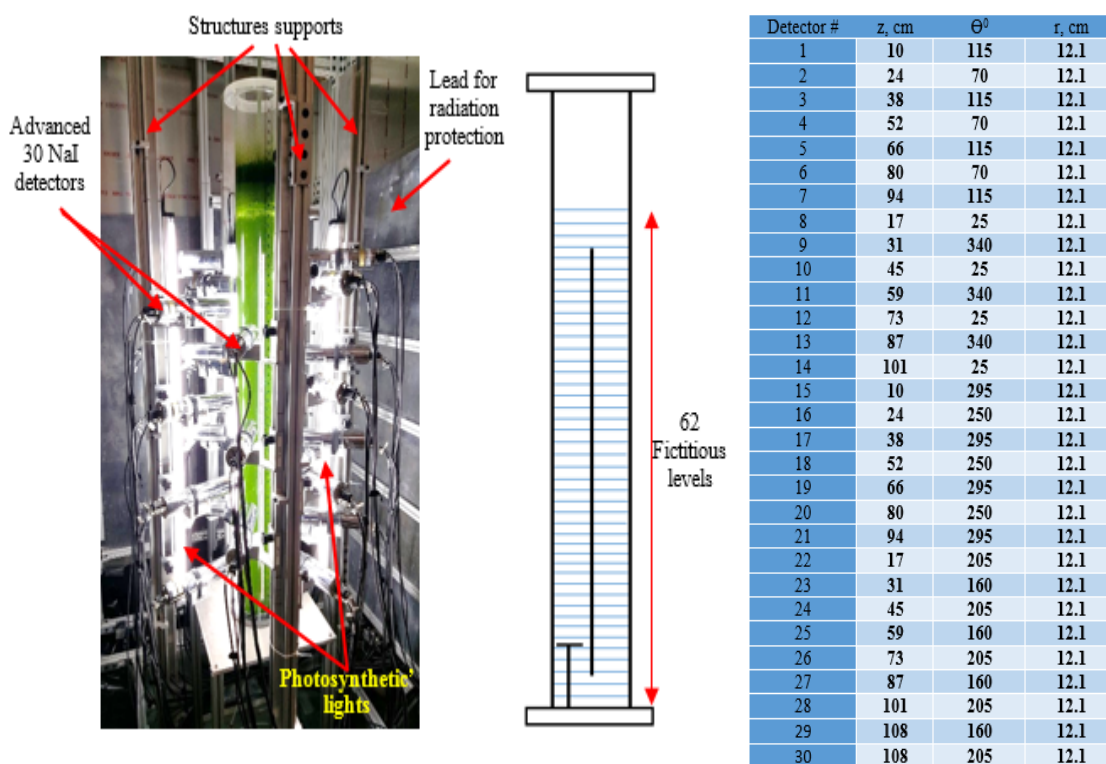 Structures supports
Lead for
radiation
protection
Advanced
30 NaI
detectors
Photosynthetic’
lights
62
Fictitious
levels
Detector # z, cm Θ⁰ r, cm
1 10 115 12.1
2 24 70 12.1
3 38 115 12.1
4 52 70 12.1
5 66 115 12.1
6 80 70 12.1
7 94 115 12.1
8 17 25 12.1
9 31 340 12.1
10 45 25 12.1
11 59 340 12.1
12 73 25 12.1
13 87 340 12.1
14 101 25 12.1
15 10 295 12.1
16 24 250 12.1
17 38 295 12.1
18 52 250 12.1
19 66 295 12.1
20 80 250 12.1
21 94 295 12.1
22 17 205 12.1
23 31 160 12.1
24 45 205 12.1
25 59 160 12.1
26 73 205 12.1
27 87 160 12.1
28 101 205 12.1
29 108 160 12.1
30 108 205 12.1